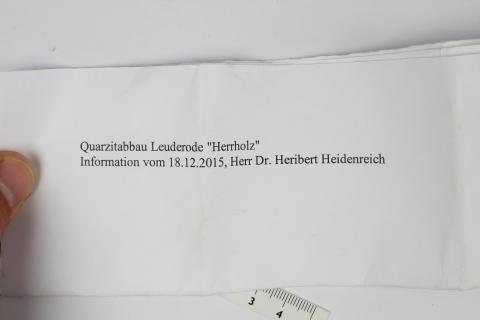 Quarzitabbau Leuderode "Herrholz"
Information vom 18.12.2015, Herr Dr. Heribert Heidenreich
3 4